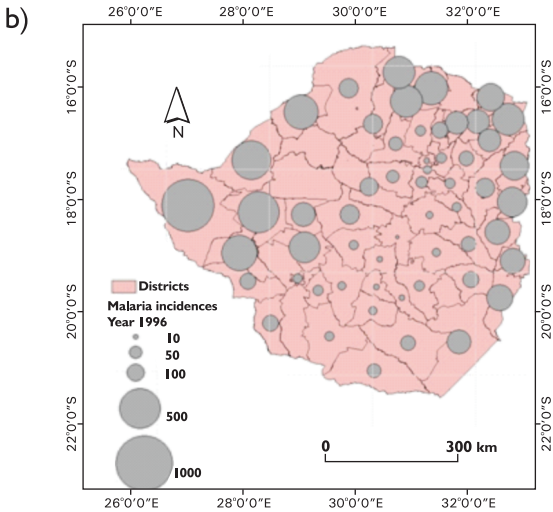 b)
26°0′0″E 28°0′0″E 30°0′0″E 32°0′0″E
16°0′0″S 16°0′0″S
N
18°0′0″S 18°0′0″S
Districts
Malaria incidences
Year 1996
10
20°0′0″S 20°0′0″S
50
100
500
22°0′0″S 22°0′0″S
0 300 km
1000
26°0′0″E 28°0′0″E 30°0′0″E 32°0′0″E